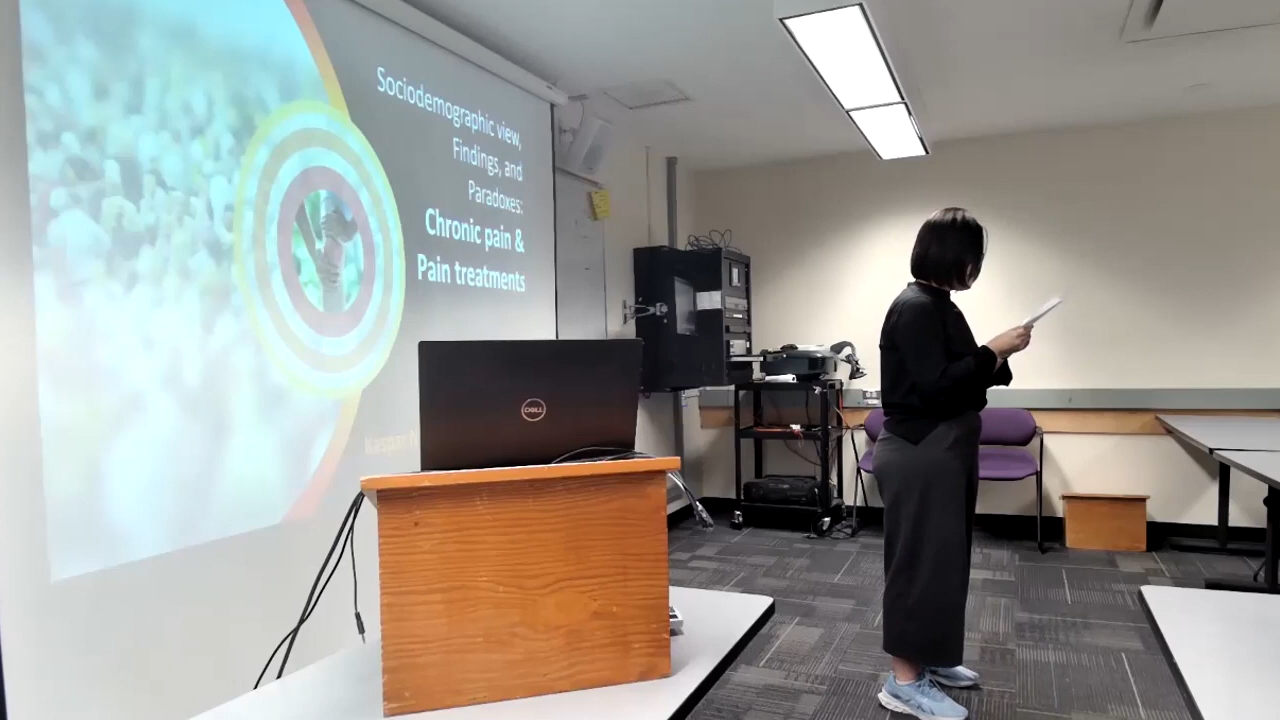 Sociodemographic view,
Findings, and
Paradoxes:
Chronic pain &
Pain treatments
DELL